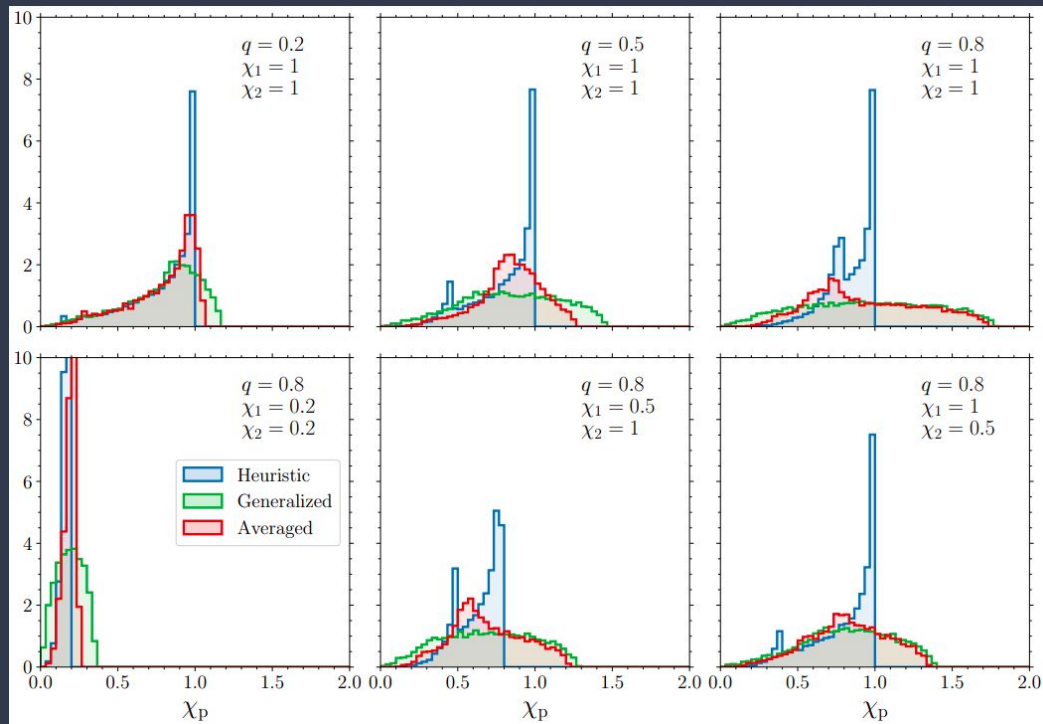 10
8
6
4
2
0
q = 0.2
χ₁ = 1
χ₂ = 1
q = 0.5
χ₁ = 1
χ₂ = 1
q = 0.8
χ₁ = 1
χ₂ = 1
10
8
6
4
2
0
q = 0.8
χ₁ = 0.2
χ₂ = 0.2
Heuristic
Generalized
Averaged
q = 0.8
χ₁ = 0.5
χ₂ = 1
q = 0.8
χ₁ = 1
χ₂ = 0.5
0.0 0.5 1.0 1.5 2.0
0.5 1.0 1.5 2.0
0.5 1.0 1.5 2.0
χp
χp
χp